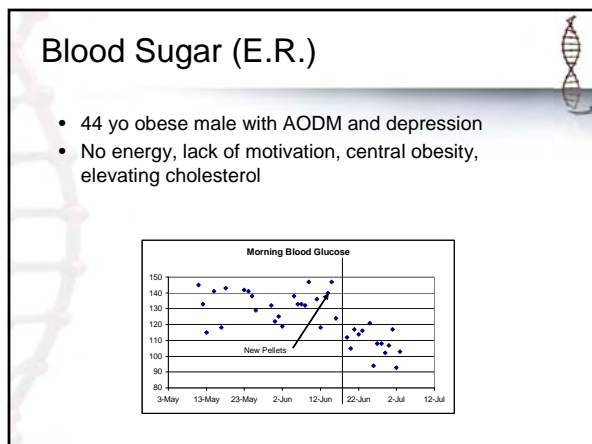 Blood Sugar (E.R.)
• 44 yo obese male with AODM and depression
• No energy, lack of motivation, central obesity,
elevating cholesterol
Morning Blood Glucose
150
140
130
120
110
100
90
80
New Pellets
3-May 13-May 23-May 2-Jun 12-Jun 22-Jun 2-Jul 12-Jul